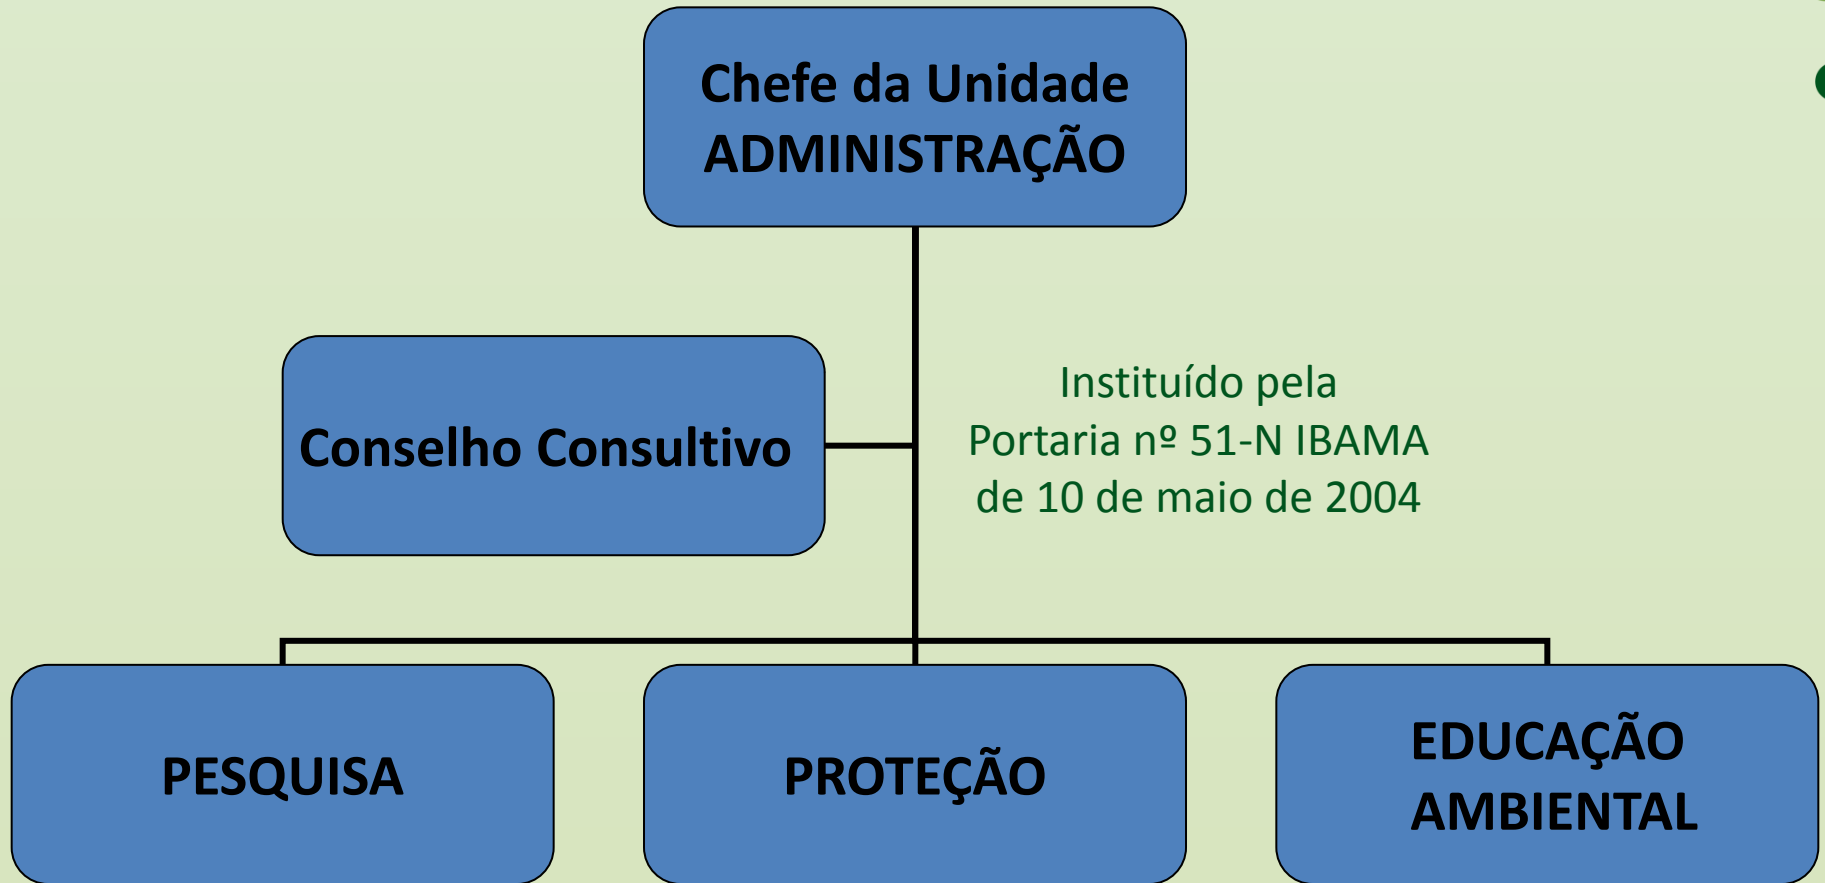 Chefe da Unidade
ADMINISTRAÇÃO
Conselho Consultivo
Instituído pela
Portaria nº 51-N IBAMA
de 10 de maio de 2004
PESQUISA
PROTEÇÃO
EDUCAÇÃO
AMBIENTAL